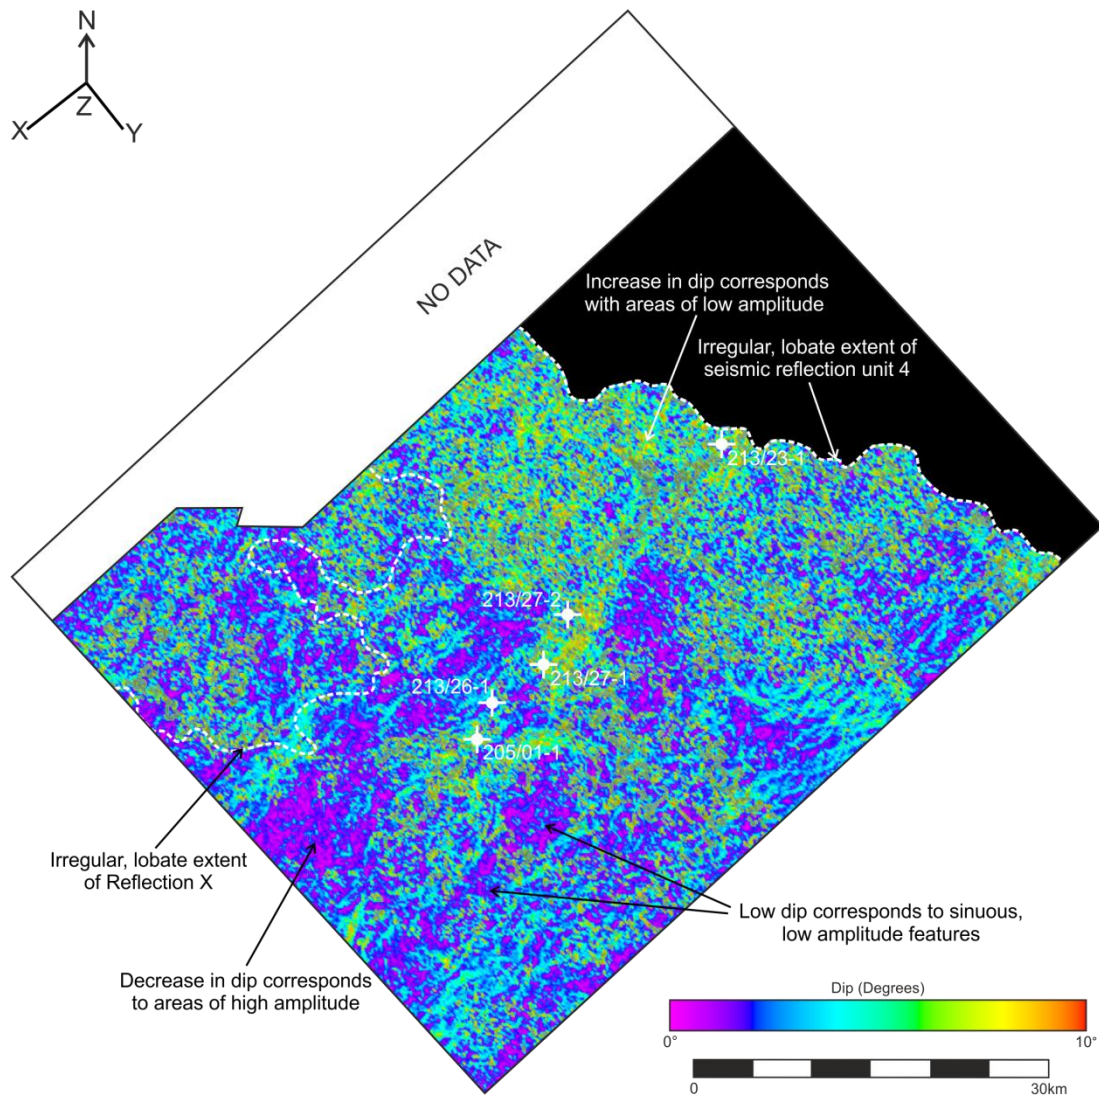 N
X
Z
Y
NO DATA
Increase in dip corresponds
with areas of low amplitude
Irregular, lobate extent of
seismic reflection unit 4
213/23-1
213/27-2
213/27-1
213/26-1
205/01-1
Irregular, lobate extent
of Reflection X
Low dip corresponds to sinuous,
low amplitude features
Decrease in dip corresponds
to areas of high amplitude
Dip (Degrees)
0°
10°
0
30km